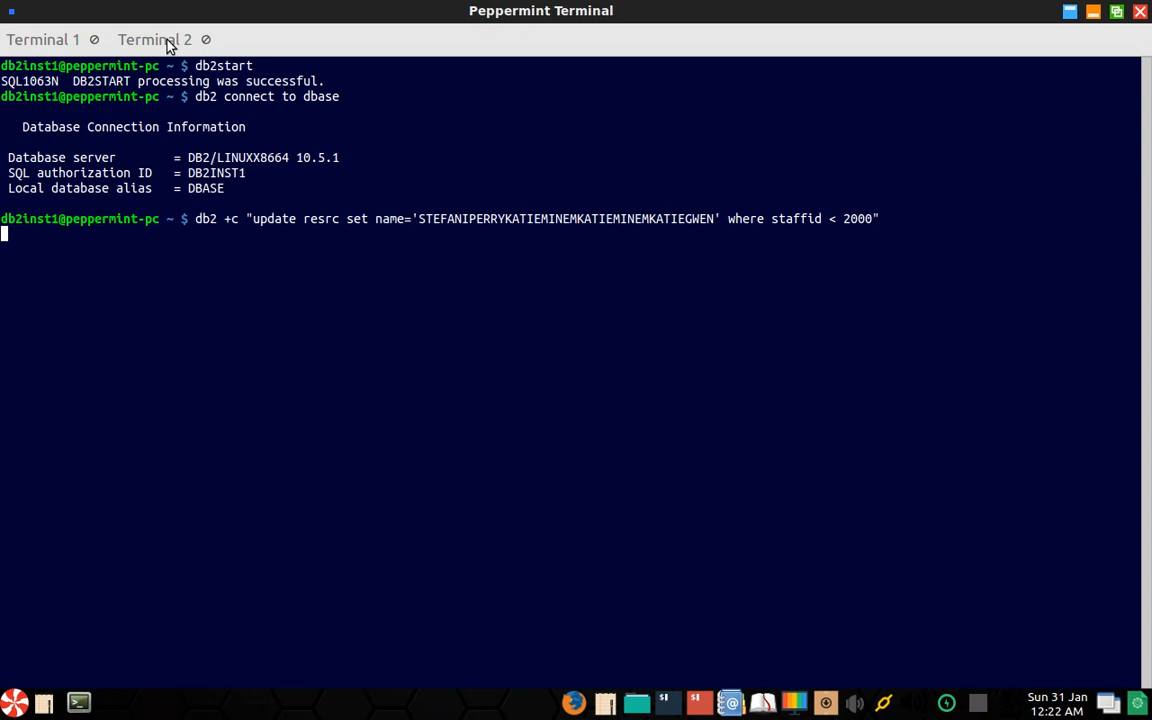 Peppermint Terminal
Terminal 1 Terminal 2
db2inst1@peppermint-pc ~ $ db2start
SQL1063N  DB2START processing was successful.
db2inst1@peppermint-pc ~ $ db2 connect to dbase
Database Connection Information
Database server = DB2/LINUXX8664 10.5.1
SQL authorization ID = DB2INST1
Local database alias = DBASE
db2inst1@peppermint-pc ~ $ db2 +c "update resrc set name='STEFANIPERRYKATIEMINEMKATIEMINEMKATIEGWEN' where staffid < 2000"
Sun 31 Jan
12:22 AM